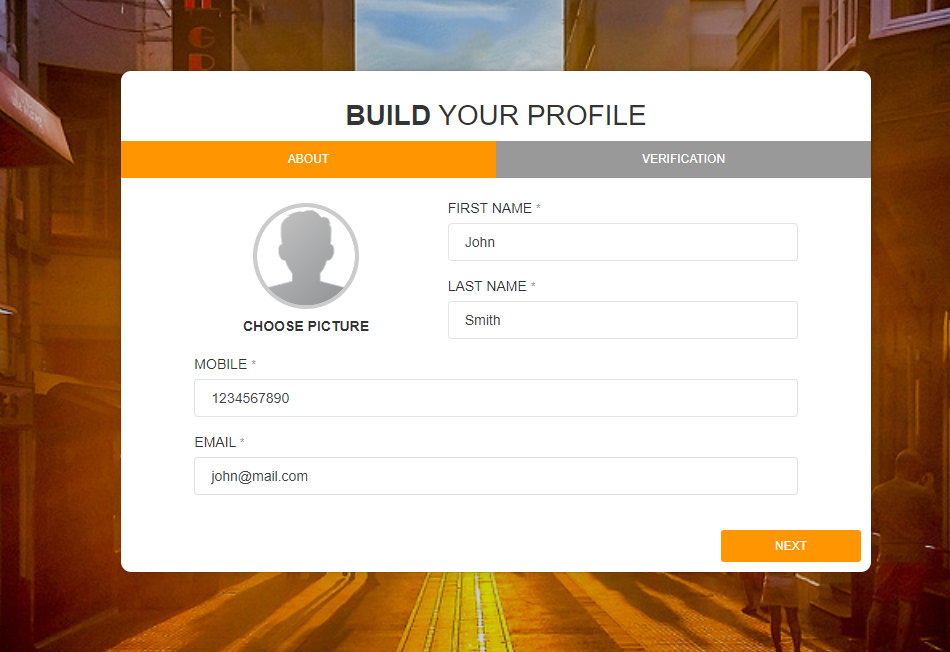 BUILD YOUR PROFILE
ABOUT
VERIFICATION
FIRST NAME *
John
LAST NAME *
Smith
CHOOSE PICTURE
MOBILE *
1234567890
EMAIL *
john@mail.com
NEXT